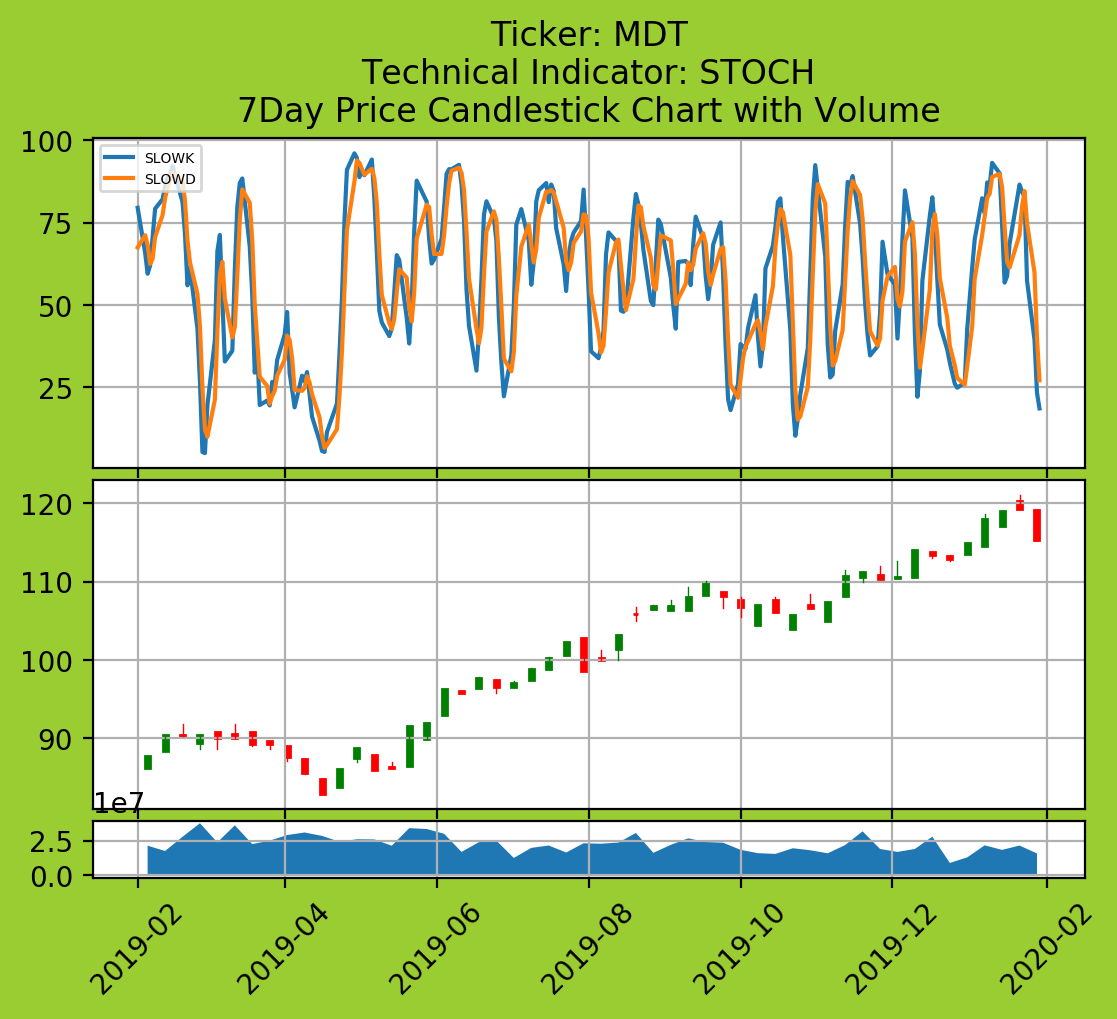 Ticker: MDT
Technical Indicator: STOCH
7Day Price Candlestick Chart with Volume
100
75
50
25
SLOWK
SLOWD
120
110
100
90
1e7
2.5
0.0
2019-02
2019-04
2019-06
2019-08
2019-10
2019-12
2020-02